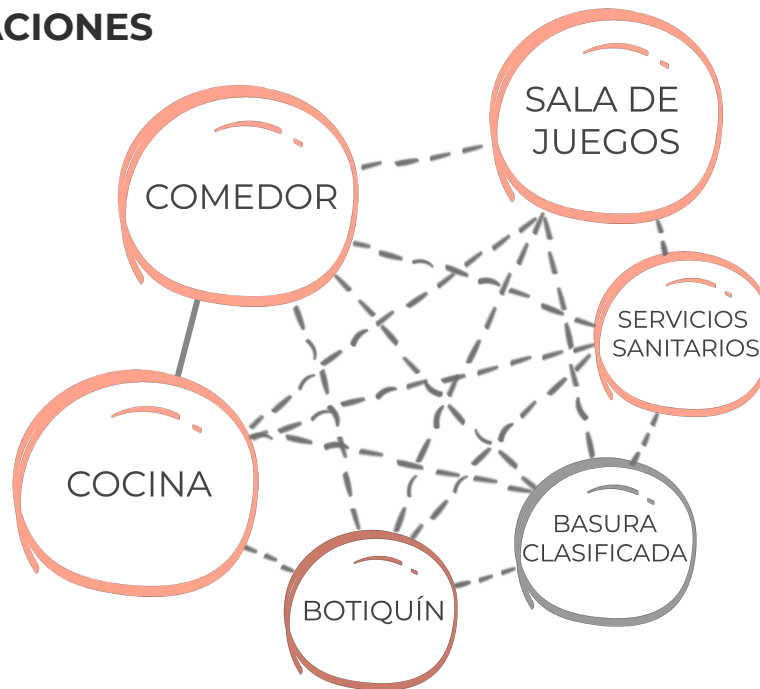 ACIONES
SALA DE
JUEGOS
COMEDOR
SERVICIOS
SANITARIOS
COCINA
BASURA
CLASIFICADA
BOTIQUÍN